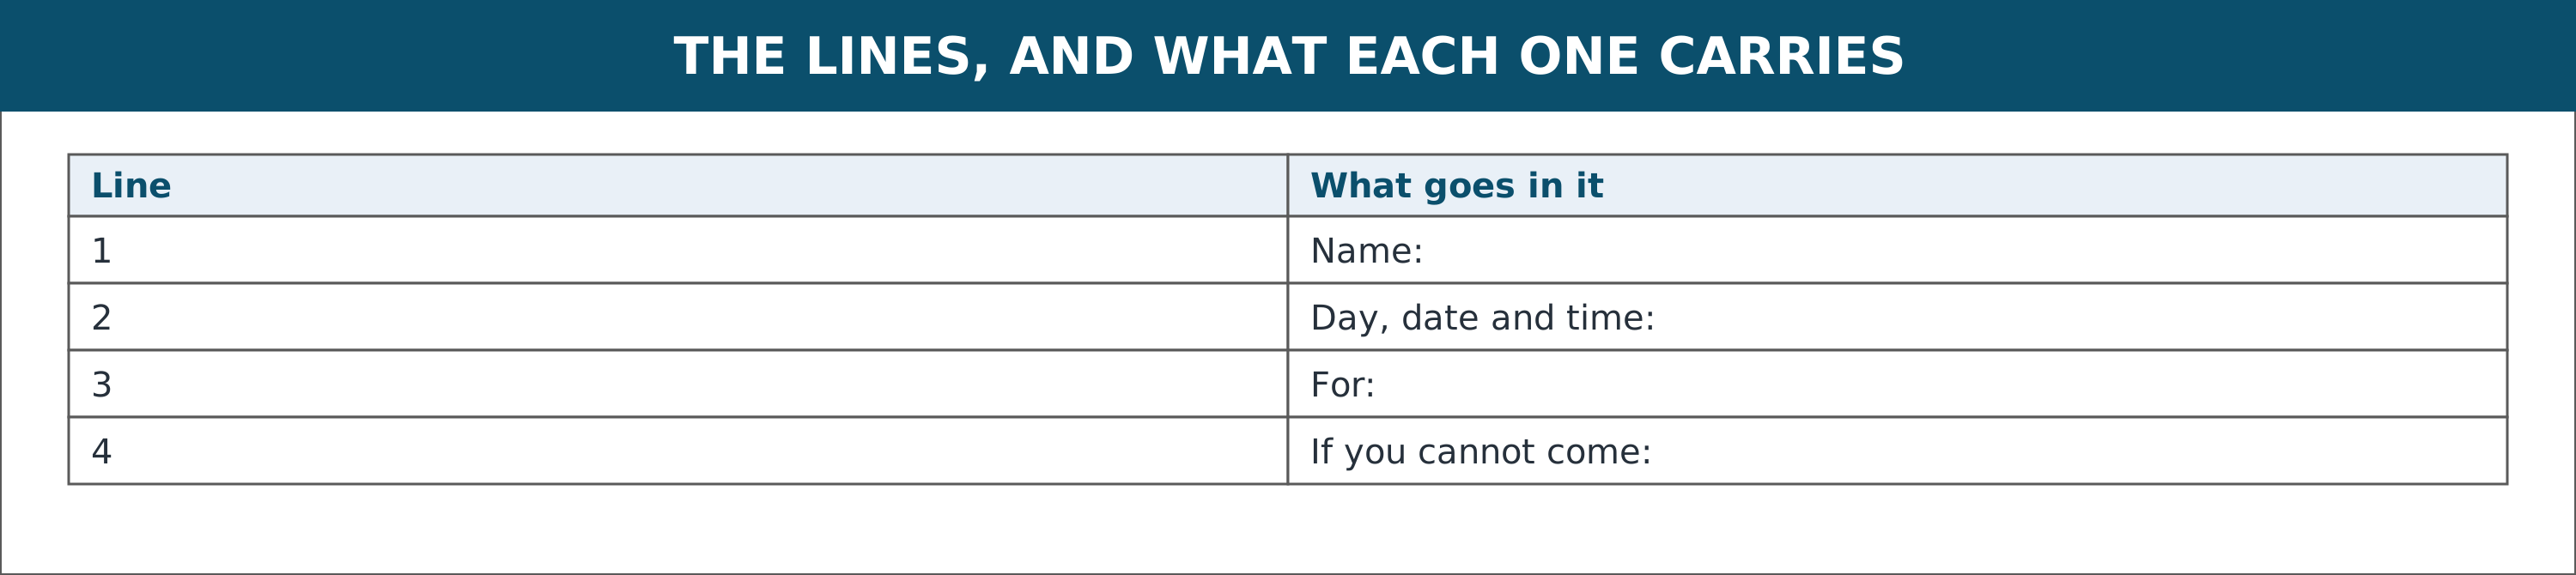 THE LINES, AND WHAT EACH ONE CARRIES
Line What goes in it
1 Name:
2 Day, date and time:
3 For:
4 If you cannot come: